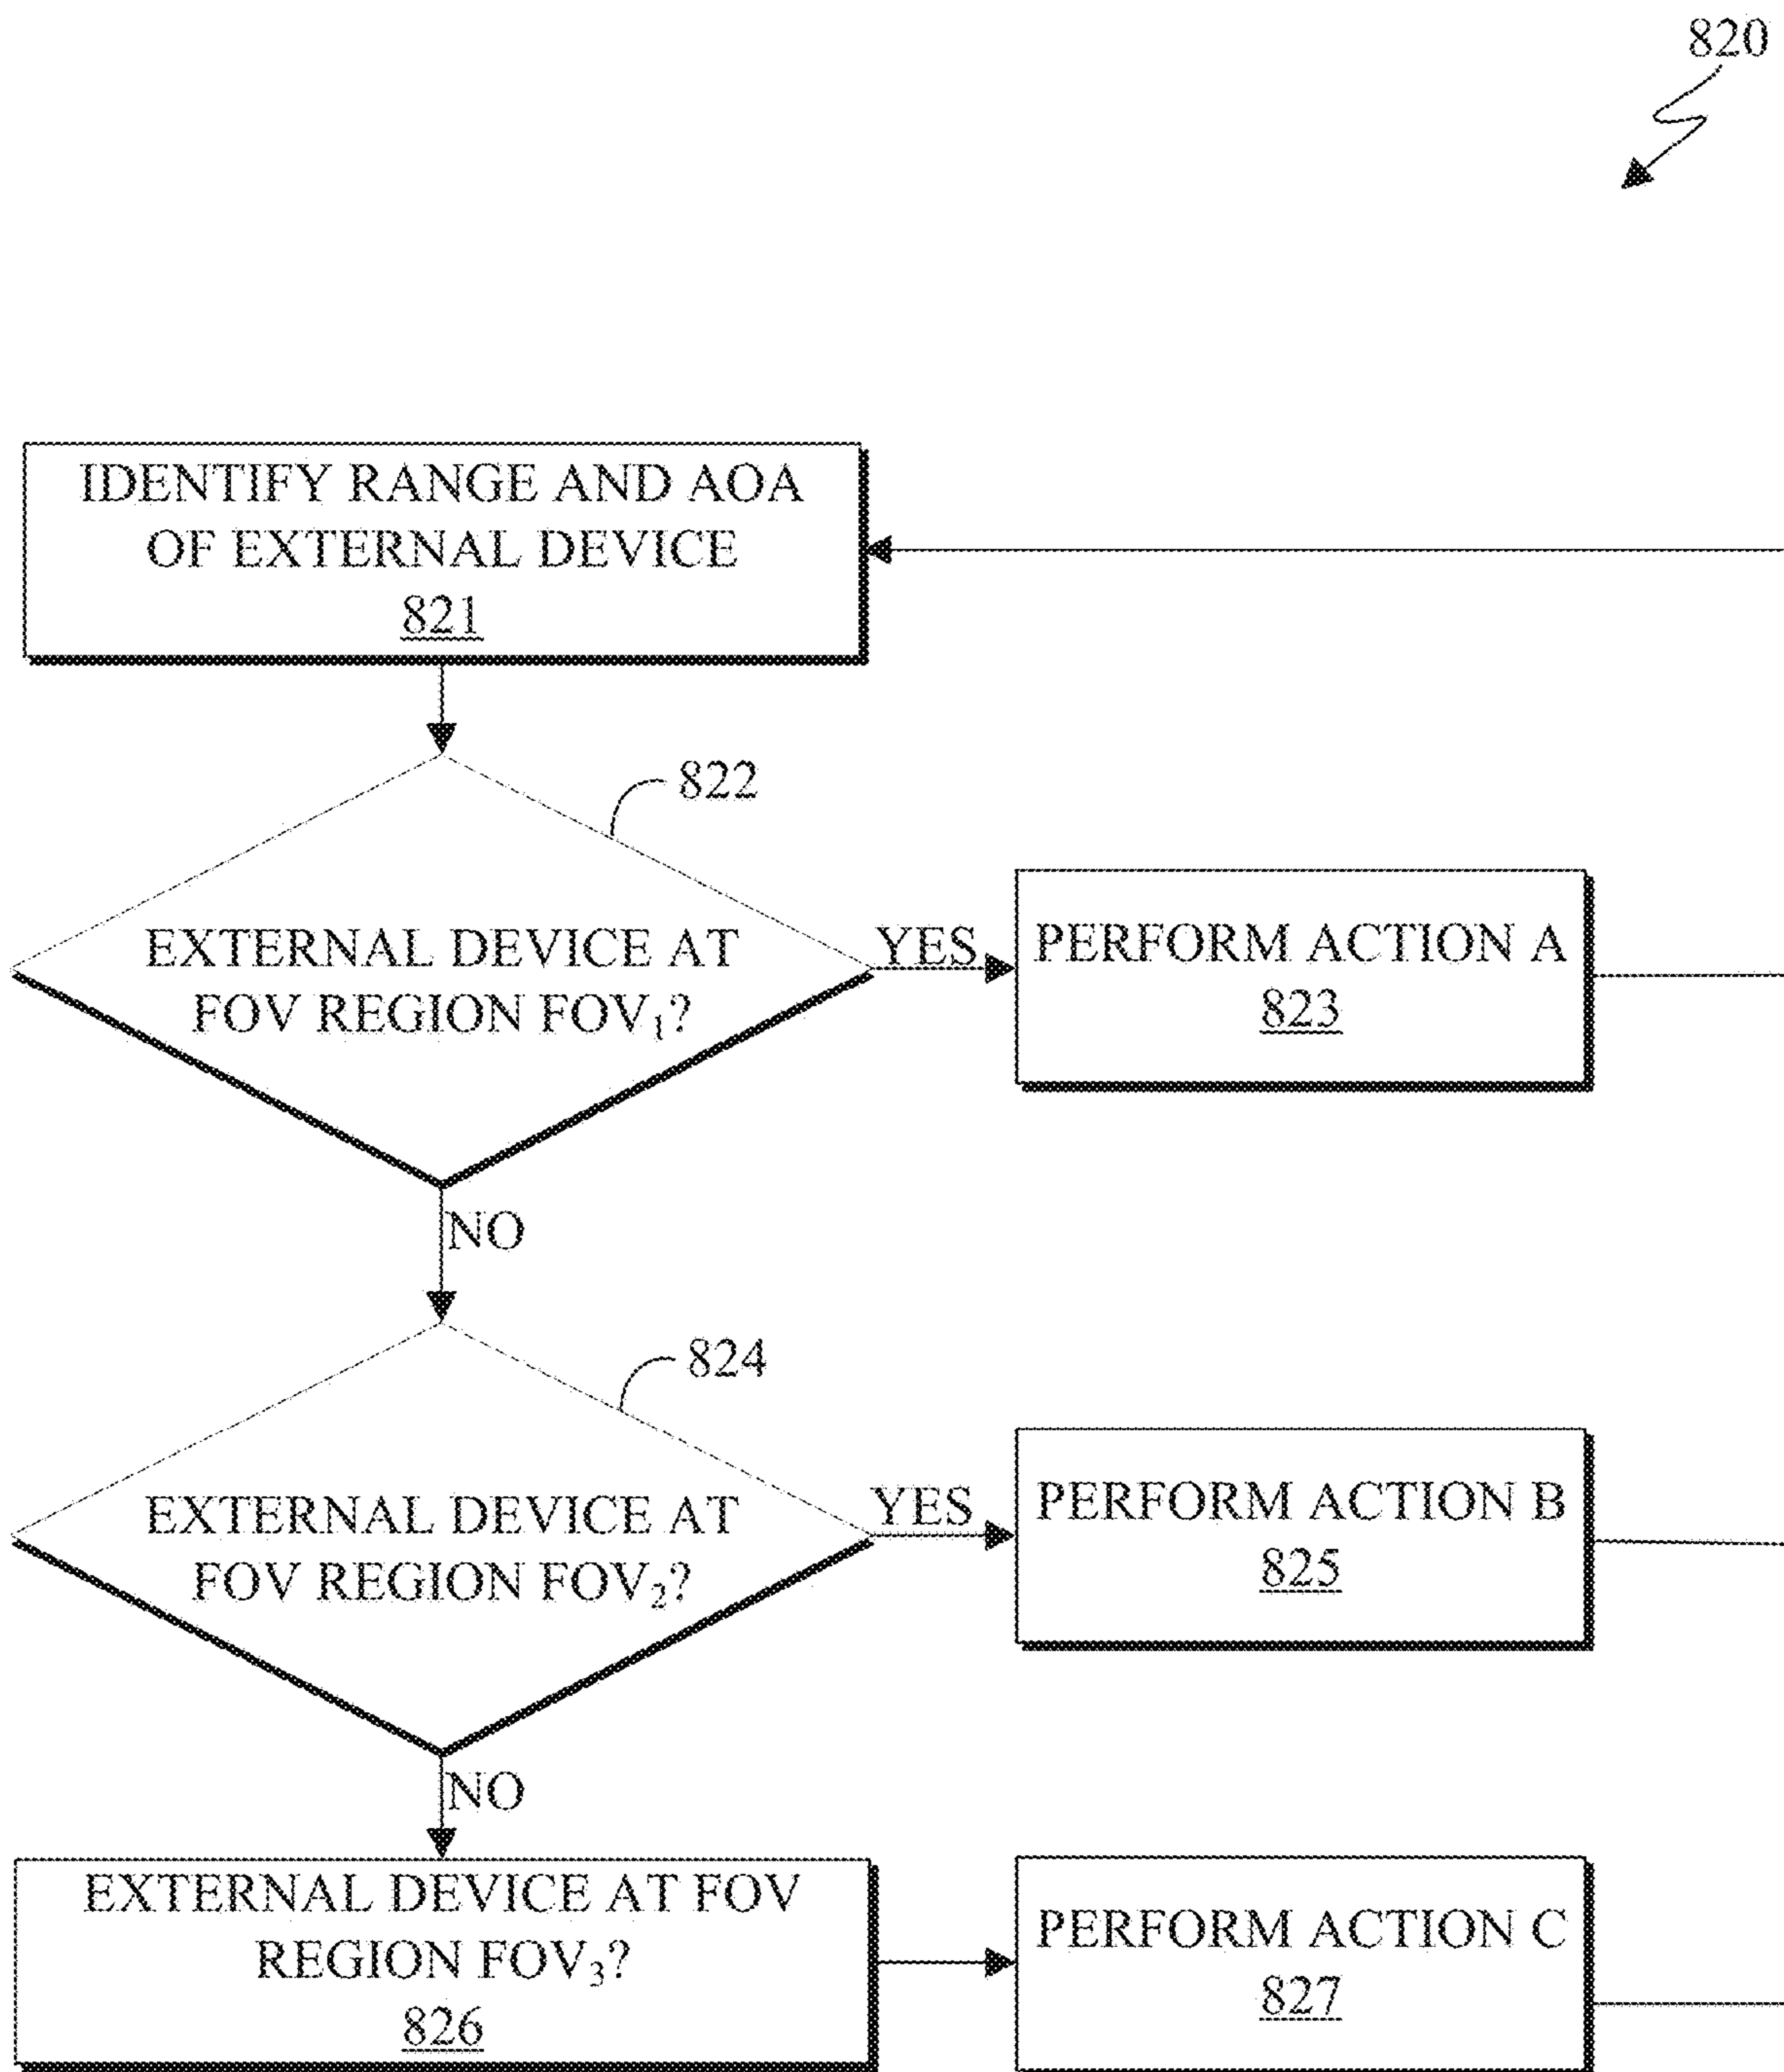 820
IDENTIFY RANGE AND AOA
OF EXTERNAL DEVICE
821
822
EXTERNAL DEVICE AT
FOV REGION FOV₁?
YES
PERFORM ACTION A
823
NO
824
EXTERNAL DEVICE AT
FOV REGION FOV₂?
YES
PERFORM ACTION B
825
NO
EXTERNAL DEVICE AT FOV
REGION FOV₃?
826
PERFORM ACTION C
827